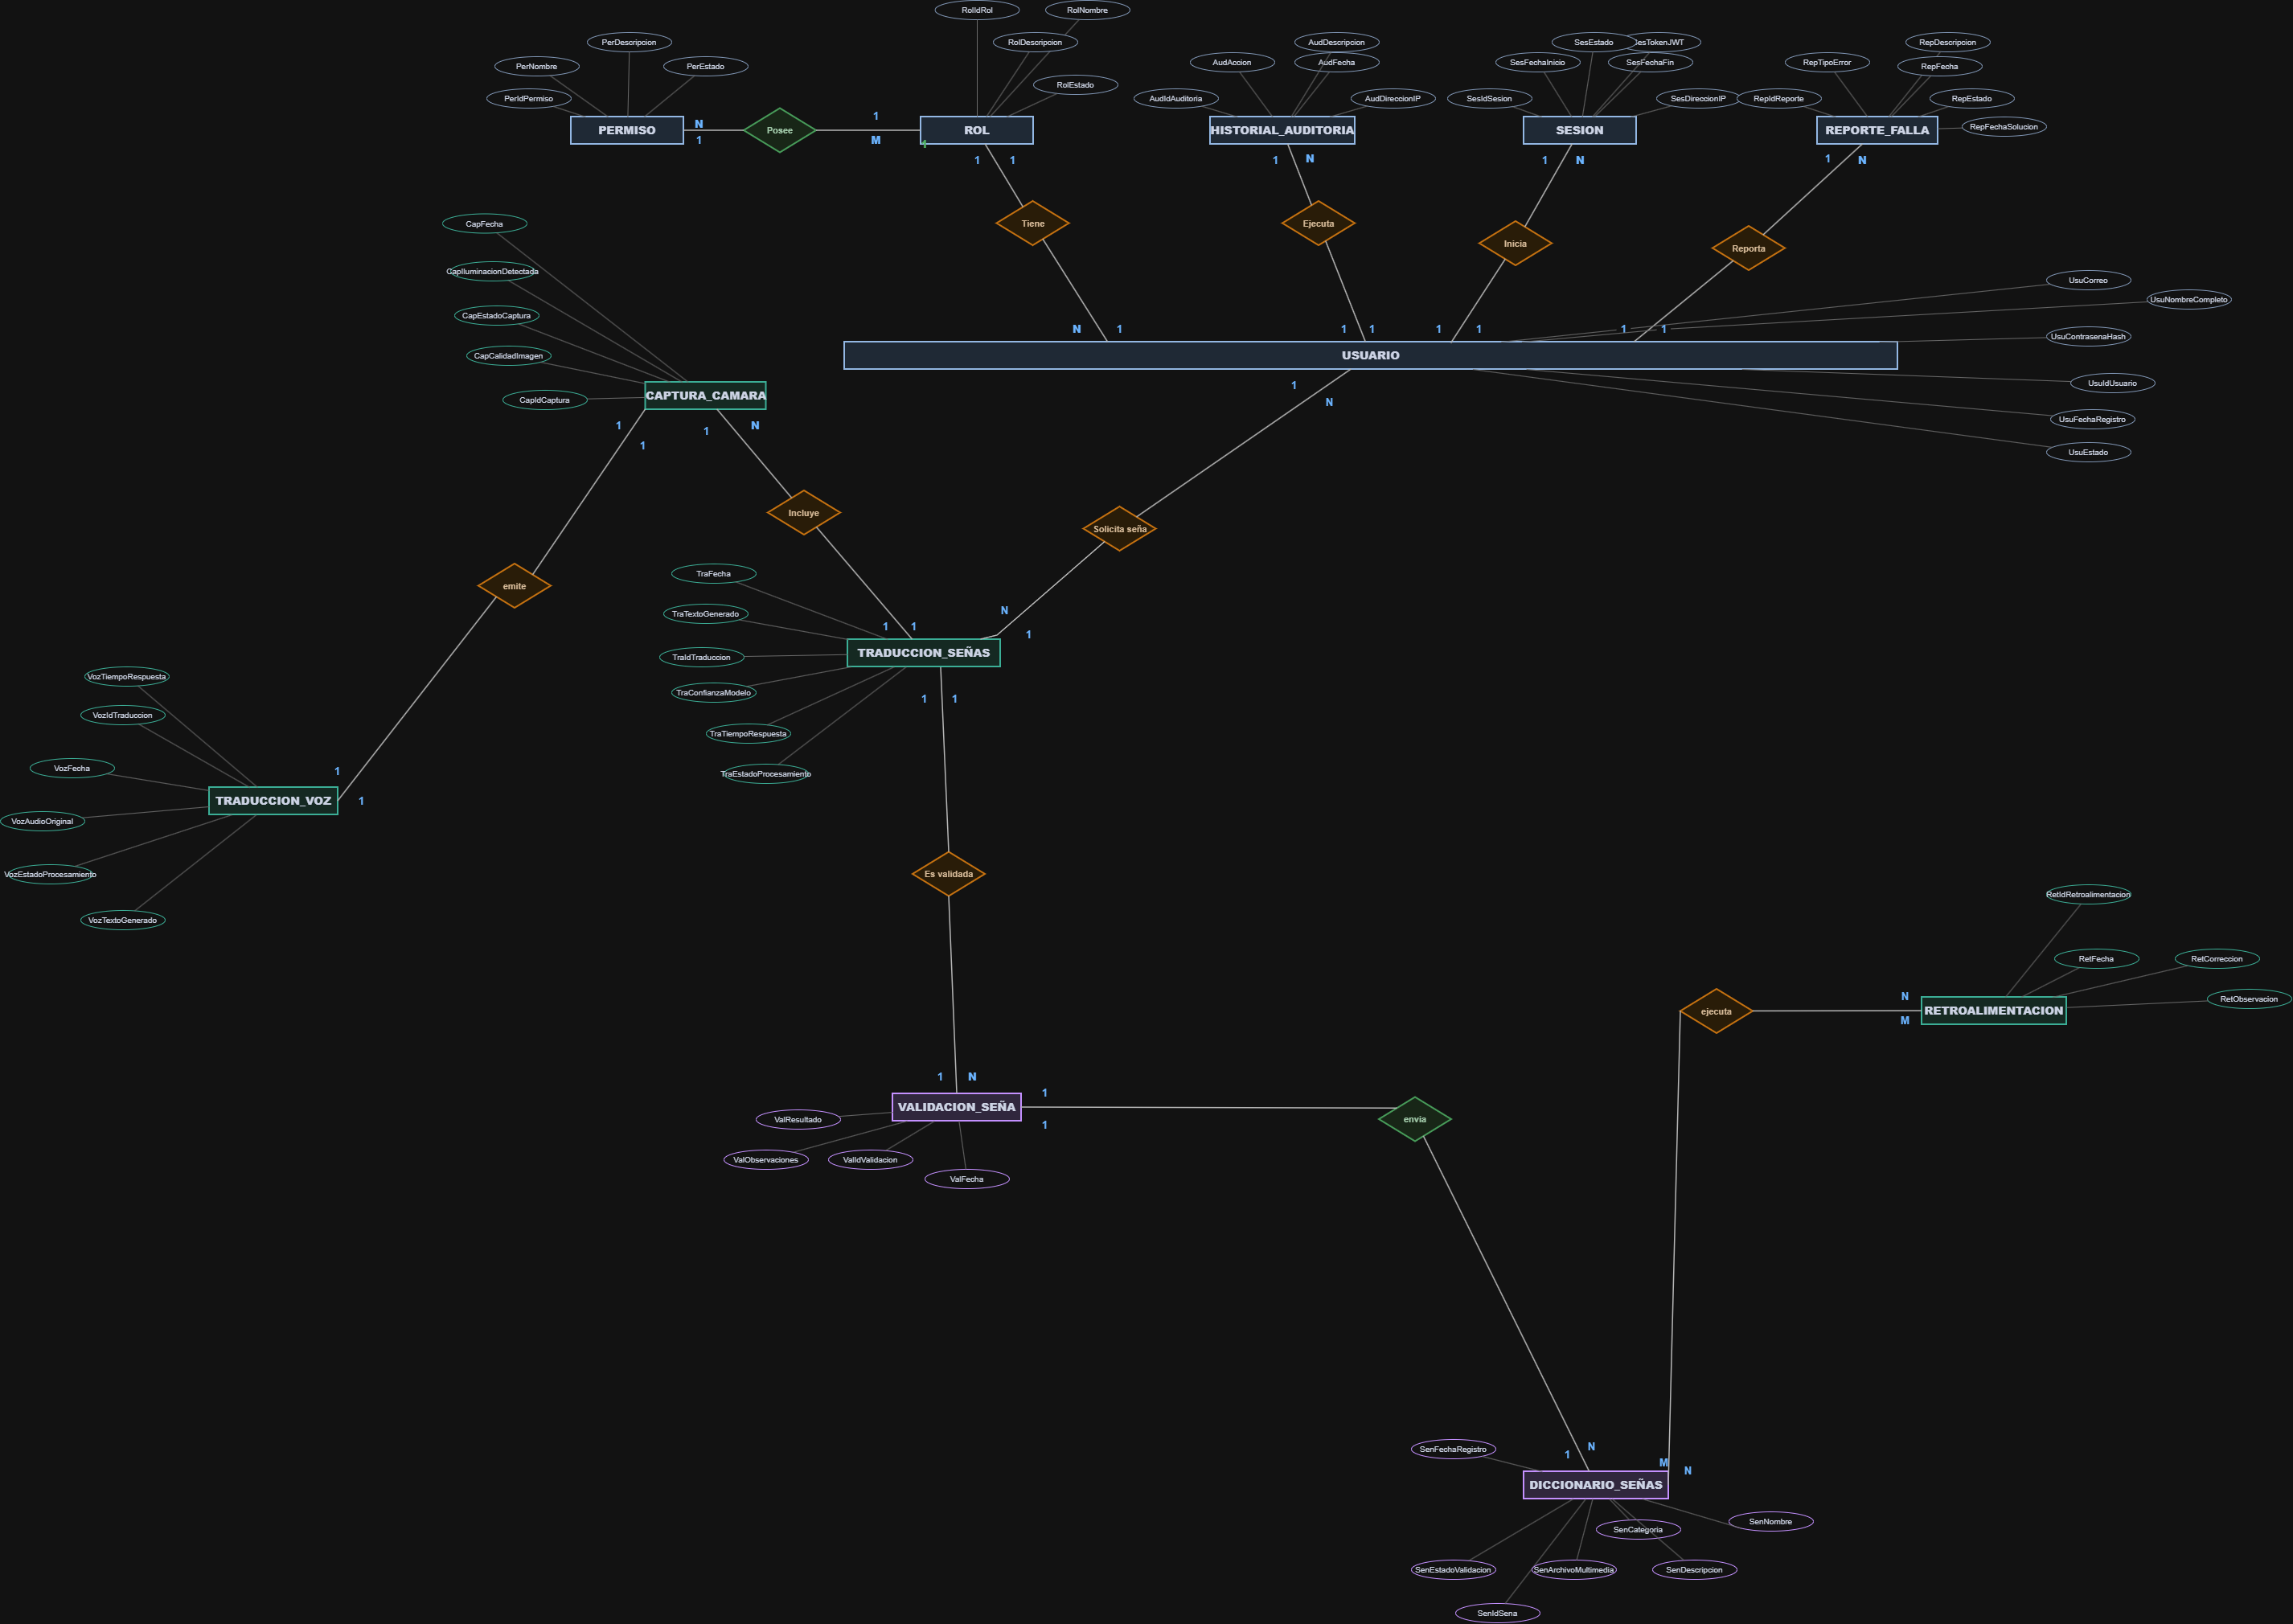 RolIdRol
RolNombre
PerDescripcion
RolDescripcion
AudDescripcion
SesEstado
esTokenJWT
RepDescripcion
PerNombre
PerEstado
AudAccion
AudFecha
SesFechaInicio
SesFechaFin
RepTipoError
RepFecha
RolEstado
PerIdPermiso
AudIdAuditoria
AudDireccionIP
SesIdSesion
SesDireccionIP
RepIdReporte
RepEstado
RepFechaSolucion
PERMISO
N
1
Posee
1
M
ROL
1
HISTORIAL_AUDITORIA
SESION
REPORTE_FALLA
1
1
1
N
1
N
1
N
Tiene
Ejecuta
Inicia
Reporta
CapFecha
CapIluminacionDetectada
CapEstadoCaptura
CapCalidadImagen
CapIdCaptura
UsuCorreo
UsuNombreCompleto
UsuContrasenaHash
UsuIdUsuario
UsuFechaRegistro
UsuEstado
N
1
1
1
1
1
1
1
USUARIO
1
N
CAPTURA_CAMARA
1
1
1
N
Incluye
Solicita seña
emite
TraFecha
TraTextoGenerado
TraIdTraduccion
TraConfianzaModelo
TraTiempoRespuesta
TraEstadoProcesamiento
1
1
N
1
TRADUCCION_SEÑAS
1
1
VozTiempoRespuesta
VozIdTraduccion
VozFecha
VozAudioOriginal
VozEstadoProcesamiento
VozTextoGenerado
1
TRADUCCION_VOZ
1
Es validada
RetIdRetroalimentacion
RetFecha
RetCorreccion
RetObservacion
ejecuta
N
M
RETROALIMENTACION
1
N
VALIDACION_SEÑA
1
1
envia
ValResultado
ValObservaciones
ValIdValidacion
ValFecha
SenFechaRegistro
1
N
M
N
DICCIONARIO_SEÑAS
SenNombre
SenCategoria
SenEstadoValidacion
SenArchivoMultimedia
SenDescripcion
SenIdSena